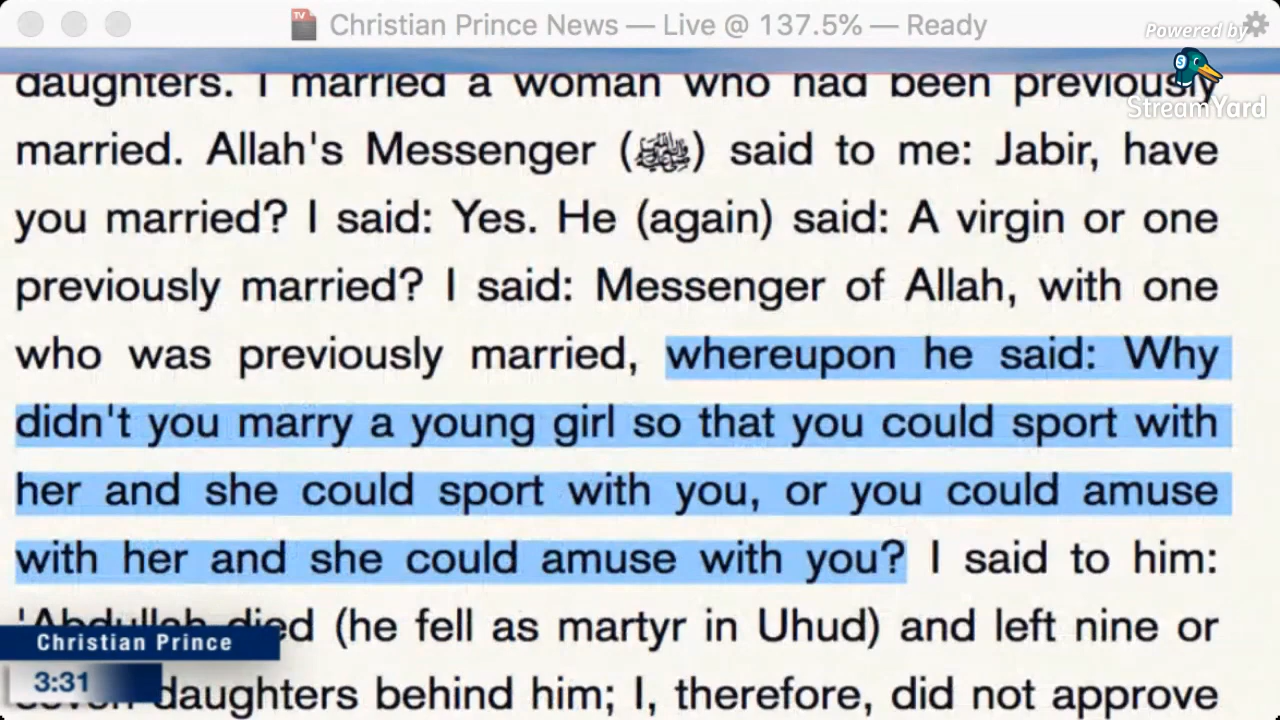 Christian Prince News — Live @ 137.5% — Ready
Powered by
StreamYard
daughters. I married a woman who had been previously
married. Allah's Messenger (ﷺ) said to me: Jabir, have
you married? I said: Yes. He (again) said: A virgin or one
previously married? I said: Messenger of Allah, with one
who was previously married, whereupon he said: Why
didn't you marry a young girl so that you could sport with
her and she could sport with you, or you could amuse
with her and she could amuse with you? I said to him:
'Abdullah died (he fell as martyr in Uhud) and left nine or
daughters behind him; I, therefore, did not approve
Christian Prince
3:31